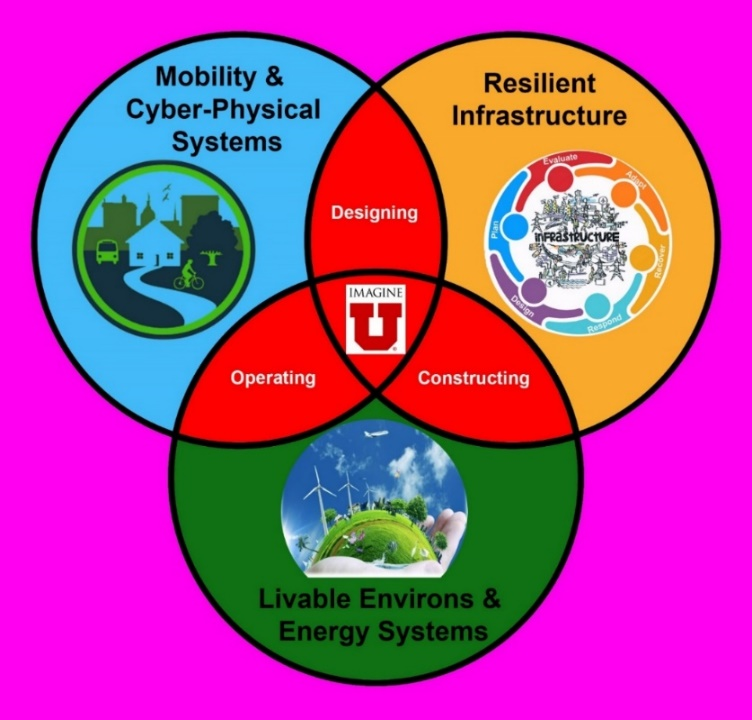 Mobility &
Cyber-Physical
Systems
Resilient
Infrastructure
Evaluate
Adapt
Plan
INFRASTRUCTURE
Recover
Design
Respond
Designing
IMAGINE
U
Operating
Constructing
Livable Environs &
Energy Systems